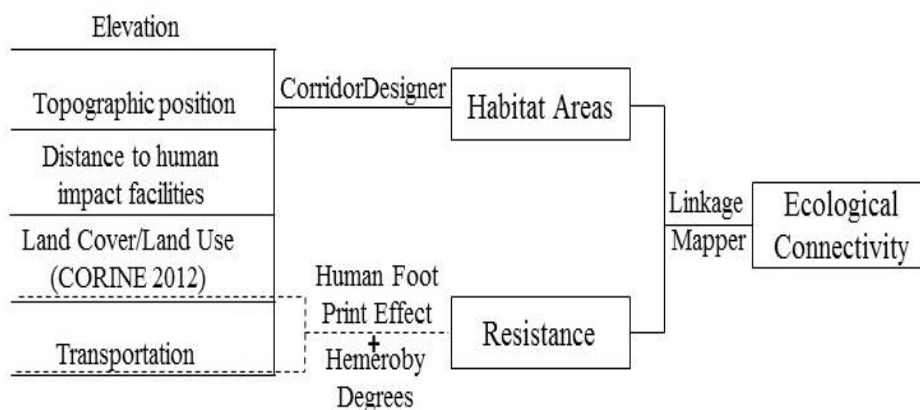 Elevation
Topographic position
Distance to human
impact facilities
Land Cover/Land Use
(CORINE 2012)
Transportation
CorridorDesigner
Human Foot
Print Effect
+
Hemeroby
Degrees
Habitat Areas
Resistance
Linkage
Mapper
Ecological
Connectivity